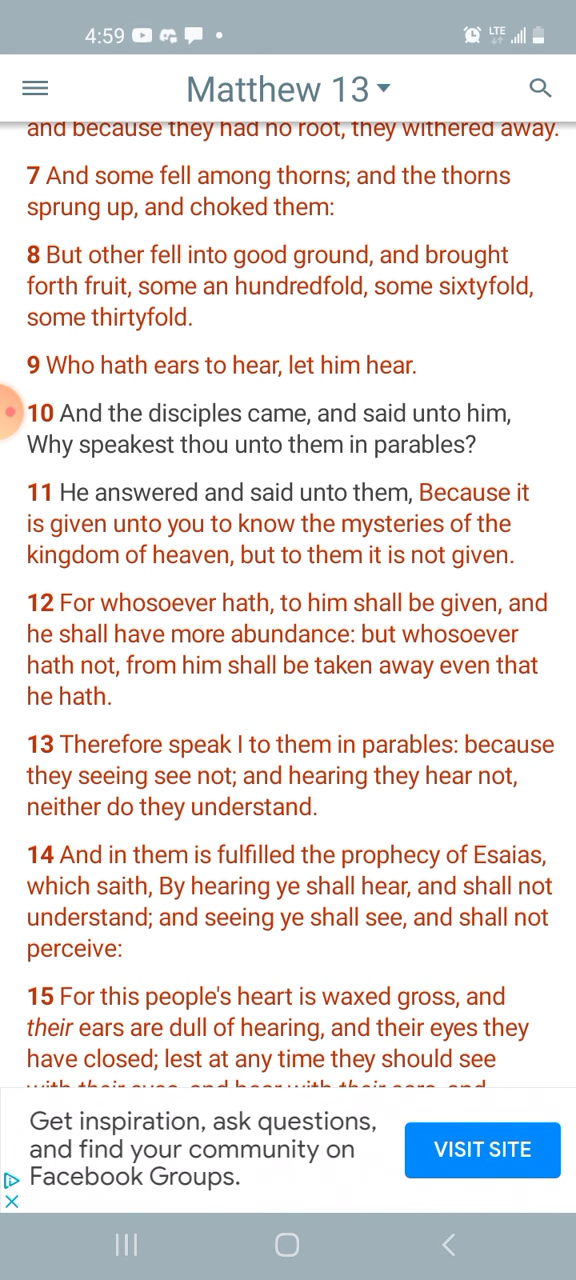 4:59
LTE
Matthew 13
and because they had no root, they withered away.
7 And some fell among thorns; and the thorns
sprung up, and choked them:
8 But other fell into good ground, and brought
forth fruit, some an hundredfold, some sixtyfold,
some thirtyfold.
9 Who hath ears to hear, let him hear.
10 And the disciples came, and said unto him,
Why speakest thou unto them in parables?
11 He answered and said unto them, Because it
is given unto you to know the mysteries of the
kingdom of heaven, but to them it is not given.
12 For whosoever hath, to him shall be given, and
he shall have more abundance: but whosoever
hath not, from him shall be taken away even that
he hath.
13 Therefore speak I to them in parables: because
they seeing see not; and hearing they hear not,
neither do they understand.
14 And in them is fulfilled the prophecy of Esaias,
which saith, By hearing ye shall hear, and shall not
understand; and seeing ye shall see, and shall not
perceive:
15 For this people's heart is waxed gross, and
their ears are dull of hearing, and their eyes they
have closed; lest at any time they should see
with their eyes, and hear with their ears, and
Get inspiration, ask questions,
and find your community on
Facebook Groups.
VISIT SITE